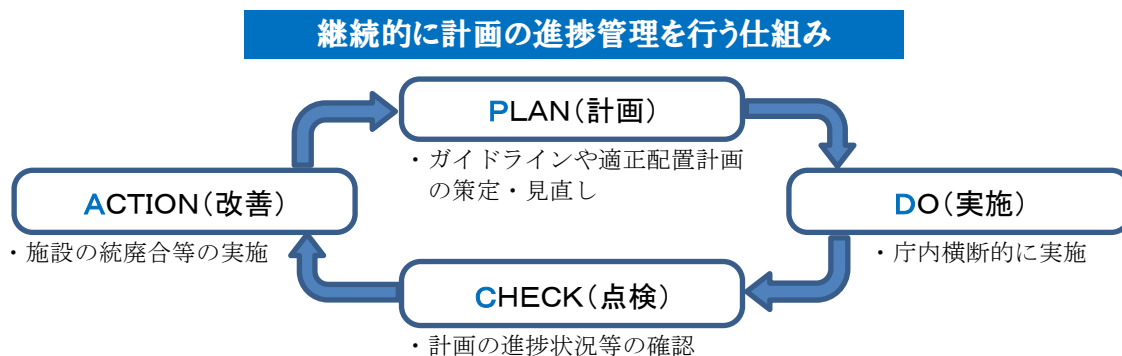 継続的に計画の進捗管理を行う仕組み
PLAN(計画)
・ガイドラインや適正配置計画
の策定・見直し
DO(実施)
・庁内横断的に実施
CHECK(点検)
・計画の進捗状況等の確認
ACTION(改善)
・施設の統廃合等の実施